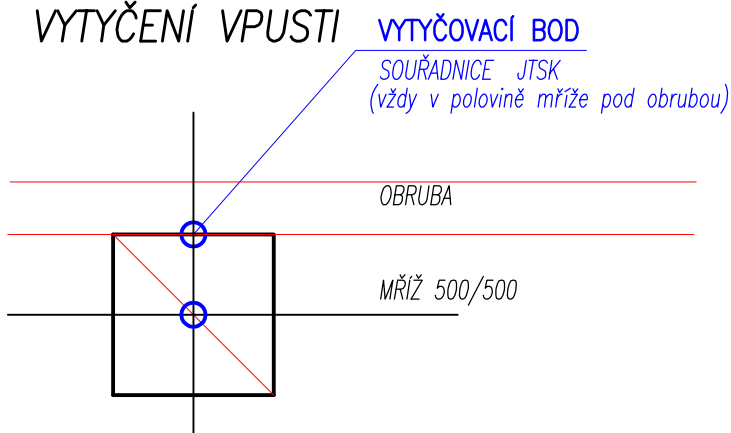 VYTYČENÍ VPUSTI
VYTYČOVACÍ BOD
SOUŘADNICE JTSK
(vždy v polovině mříže pod obrubou)
OBRUBA
MŘÍŽ 500/500